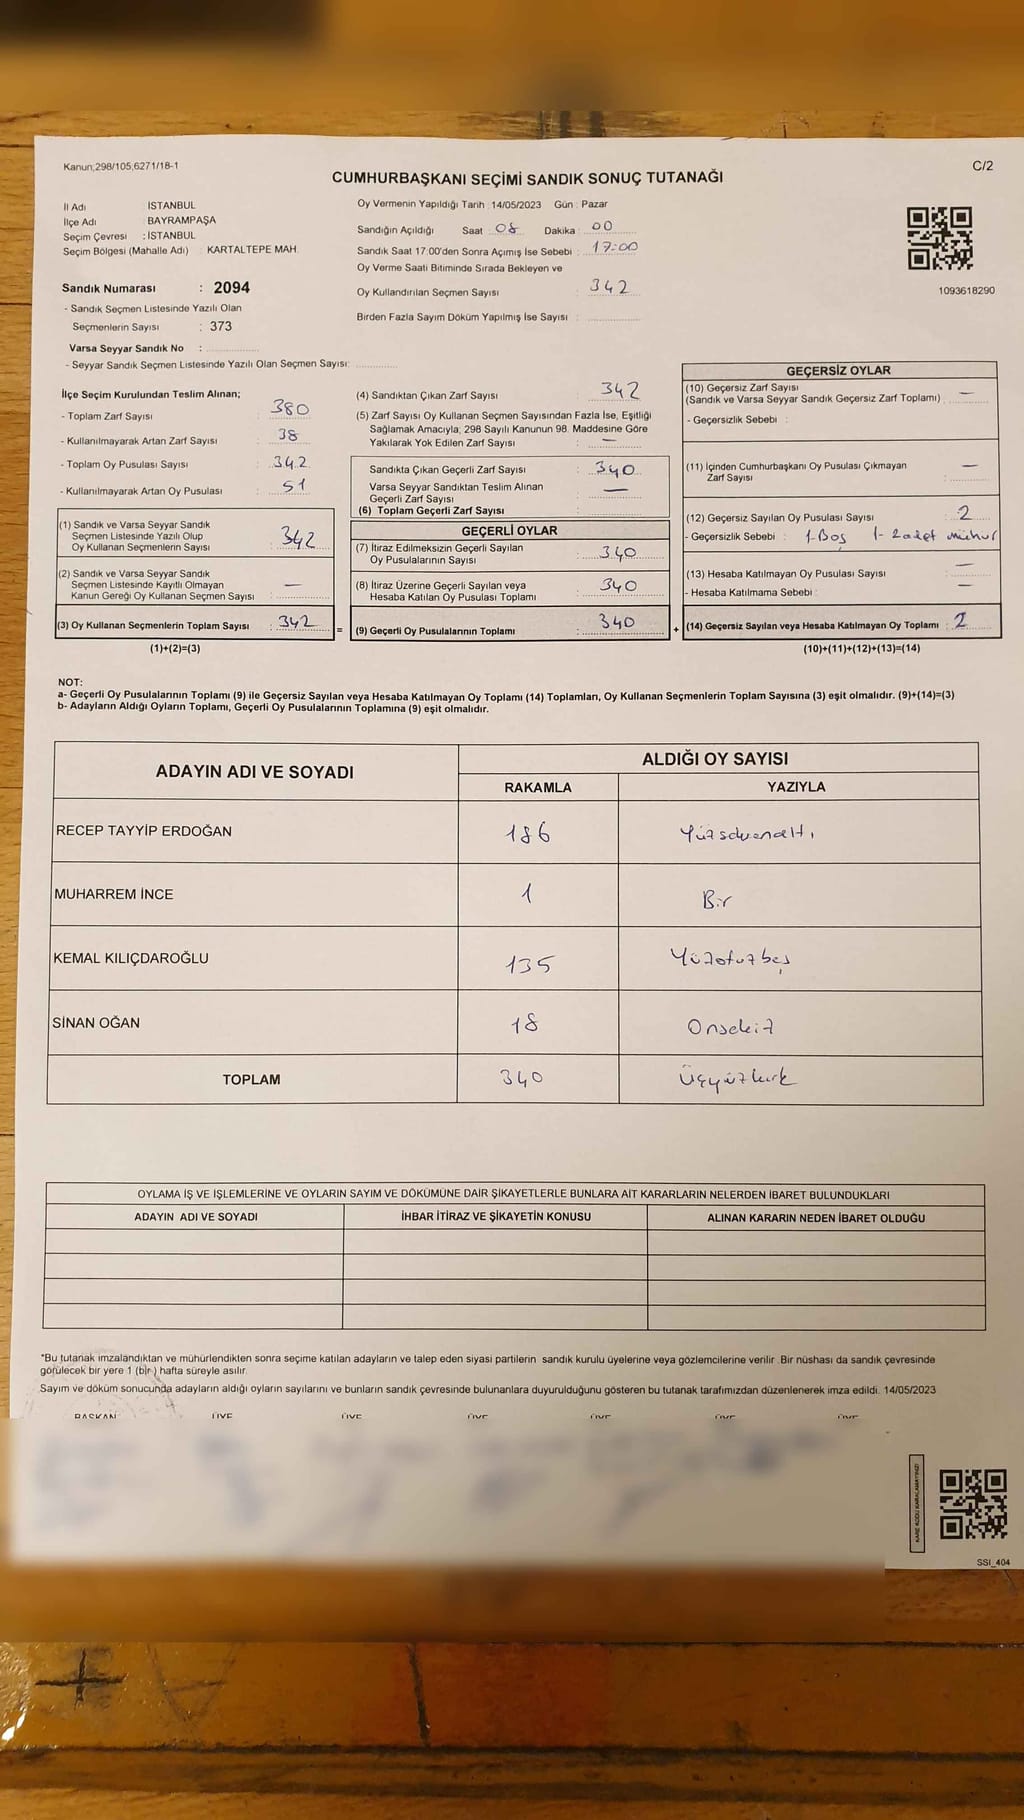 Kanun;298/105,6271/18-1
C/2
CUMHURBAŞKANI SEÇİMİ SANDIK SONUÇ TUTANAĞI
İl Adı İSTANBUL
İlçe Adı BAYRAMPAŞA
Seçim Çevresi : İSTANBUL
Seçim Bölgesi (Mahalle Adı) : KARTALTEPE MAH.
Sandık Numarası : 2094
- Sandık Seçmen Listesinde Yazılı Olan
Seçmenlerin Sayısı : 373
Varsa Seyyar Sandık No :
- Seyyar Sandık Seçmen Listesinde Yazılı Olan Seçmen Sayısı:
Oy Vermenin Yapıldığı Tarih : 14/05/2023 Gün : Pazar
Sandığın Açıldığı Saat : 08 Dakika : 00
Sandık Saat 17:00'den Sonra Açımış İse Sebebi : 17:00
Oy Verme Saati Bitiminde Sırada Bekleyen ve
Oy Kullandırılan Seçmen Sayısı : 342
Birden Fazla Sayım Döküm Yapılmış İse Sayısı :
1093618290
İlçe Seçim Kurulundan Teslim Alınan;
- Toplam Zarf Sayısı : 380
- Kullanılmayarak Artan Zarf Sayısı : 38
- Toplam Oy Pusulası Sayısı : 342
- Kullanılmayarak Artan Oy Pusulası : 51
(1) Sandık ve Varsa Seyyar Sandık
Seçmen Listesinde Yazılı Olup
Oy Kullanan Seçmenlerin Sayısı : 342
(2) Sandık ve Varsa Seyyar Sandık
Seçmen Listesinde Kayıtlı Olmayan
Kanun Gereği Oy Kullanan Seçmen Sayısı : —
(3) Oy Kullanan Seçmenlerin Toplam Sayısı : 342
(1)+(2)=(3)
=
(4) Sandıktan Çıkan Zarf Sayısı : 342
(5) Zarf Sayısı Oy Kullanan Seçmen Sayısından Fazla İse, Eşitliği
Sağlamak Amacıyla; 298 Sayılı Kanunun 98. Maddesine Göre
Yakılarak Yok Edilen Zarf Sayısı : —
Sandıkta Çıkan Geçerli Zarf Sayısı : 340
Varsa Seyyar Sandıktan Teslim Alınan
Geçerli Zarf Sayısı : —
(6) Toplam Geçerli Zarf Sayısı :
GEÇERLİ OYLAR
(7) İtiraz Edilmeksizin Geçerli Sayılan
Oy Pusulalarının Sayısı : 340
(8) İtiraz Üzerine Geçerli Sayılan veya
Hesaba Katılan Oy Pusulası Toplamı : 340
(9) Geçerli Oy Pusulalarının Toplamı : 340
+
GEÇERSİZ OYLAR
(10) Geçersiz Zarf Sayısı
(Sandık ve Varsa Seyyar Sandık Geçersiz Zarf Toplamı) : —
- Geçersizlik Sebebi :
(11) İçinden Cumhurbaşkanı Oy Pusulası Çıkmayan
Zarf Sayısı : —
(12) Geçersiz Sayılan Oy Pusulası Sayısı : 2
- Geçersizlik Sebebi : 1-Boş 1- 2 adet mühür
(13) Hesaba Katılmayan Oy Pusulası Sayısı : —
- Hesaba Katılmama Sebebi : —
(14) Geçersiz Sayılan veya Hesaba Katılmayan Oy Toplamı : 2
(10)+(11)+(12)+(13)=(14)
NOT:
a- Geçerli Oy Pusulalarının Toplamı (9) ile Geçersiz Sayılan veya Hesaba Katılmayan Oy Toplamı (14) Toplamları, Oy Kullanan Seçmenlerin Toplam Sayısına (3) eşit olmalıdır. (9)+(14)=(3)
b- Adayların Aldığı Oyların Toplamı, Geçerli Oy Pusulalarının Toplamına (9) eşit olmalıdır.
ADAYIN ADI VE SOYADI
ALDIĞI OY SAYISI
RAKAMLA YAZIYLA
RECEP TAYYİP ERDOĞAN 186 Yüzseksenaltı
MUHARREM İNCE 1 Bir
KEMAL KILIÇDAROĞLU 135 Yüzotuzbeş
SİNAN OĞAN 18 Onsekiz
TOPLAM 340 Üçyüzkırk
OYLAMA İŞ VE İŞLEMLERİNE VE OYLARIN SAYIM VE DÖKÜMÜNE DAİR ŞİKAYETLERLE BUNLARA AİT KARARLARIN NELERDEN İBARET BULUNDUKLARI
ADAYIN ADI VE SOYADI İHBAR İTİRAZ VE ŞİKAYETİN KONUSU ALINAN KARARIN NEDEN İBARET OLDUĞU
*Bu tutanak imzalandıktan ve mühürlendikten sonra seçime katılan adayların ve talep eden siyasi partilerin sandık kurulu üyelerine veya gözlemcilerine verilir .Bir nüshası da sandık çevresinde
görülecek bir yere 1 (bir ) hafta süreyle asılır.
Sayım ve döküm sonucunda adayların aldığı oyların sayılarını ve bunların sandık çevresinde bulunanlara duyurulduğunu gösteren bu tutanak tarafımızdan düzenlenerek imza edildi. 14/05/2023
BAŞKAN ÜYE ÜYE ÜYE ÜYE ÜYE ÜYE
KARE KODU KARALAMAYINIZ!
SSI_404